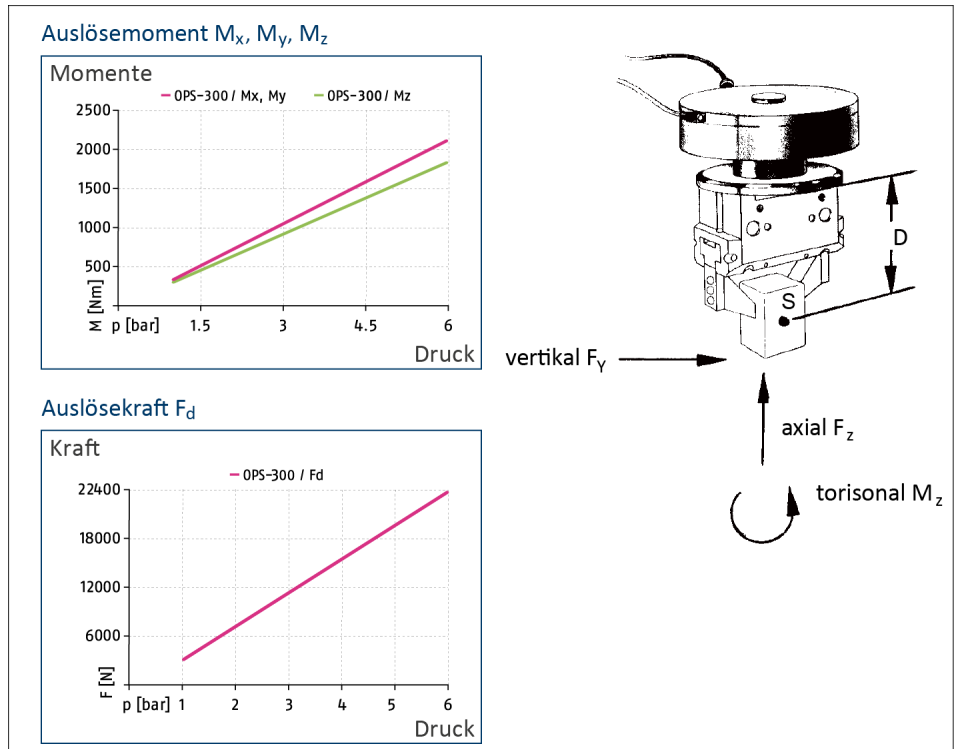 Auslösemoment Mx, My, Mz
Momente
OPS-300 / Mx, My
OPS-300 / Mz
2500
2000
1500
1000
500
M [Nm]
p [bar]
1.5
3
4.5
6
Druck
Auslösekraft Fd
Kraft
OPS-300 / Fd
22400
18000
12000
6000
F [N]
p [bar]
1
2
3
4
5
6
Druck
D
S
vertikal FY
axial Fz
torisonal Mz